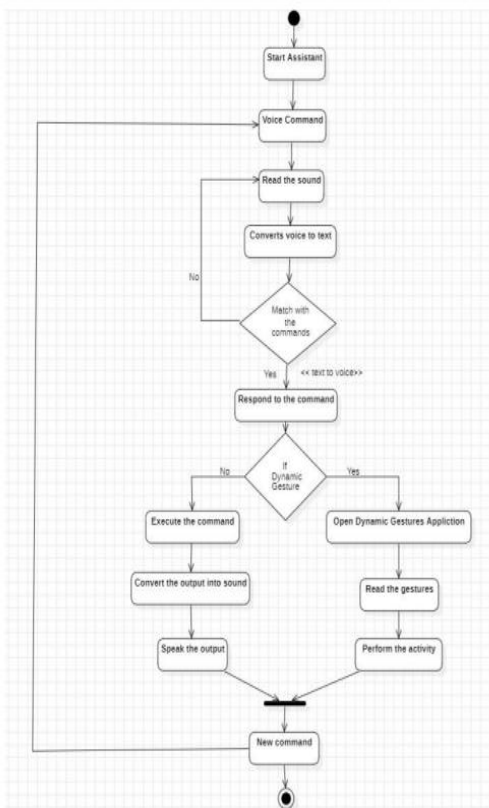 Start Assistant
Voice Command
Read the sound
Converts voice to text
No
Match with
the
commands
Yes
<< text to voice>>
Respond to the command
If
Dynamic
Gesture
No
Yes
Execute the command
Open Dynamic Gestures Appliction
Convert the output into sound
Read the gestures
Speak the output
Perform the activity
New command